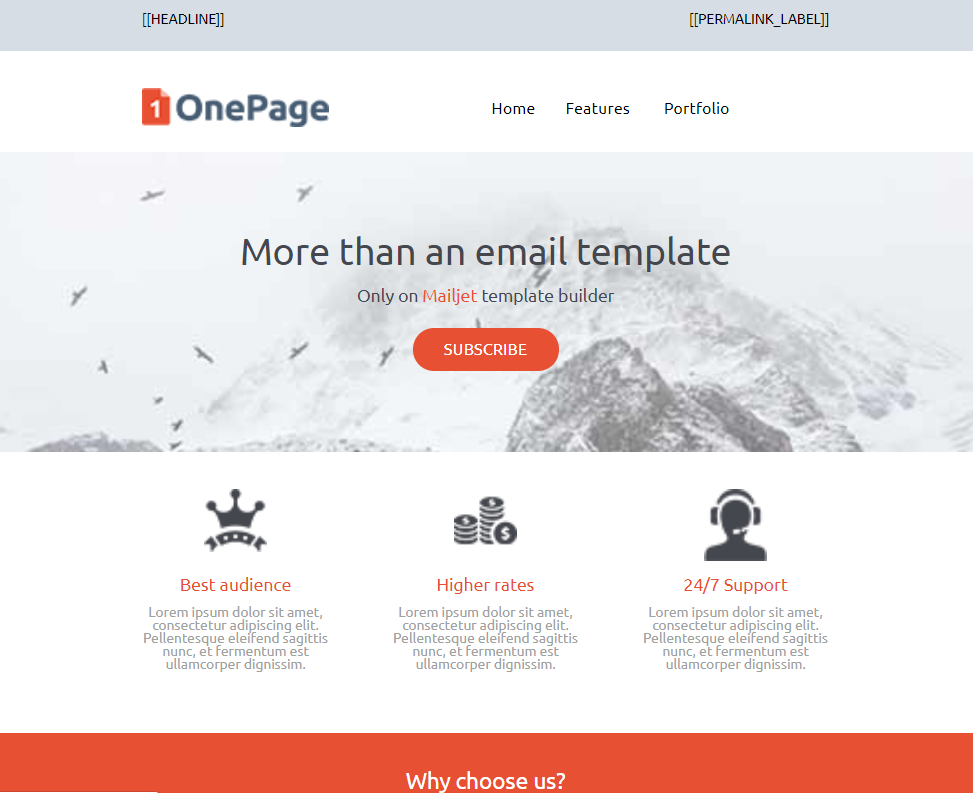 [[HEADLINE]] [[PERMALINK_LABEL]]
1 OnePage
Home Features Portfolio
More than an email template
Only on Mailjet template builder
SUBSCRIBE
Best audience
Lorem ipsum dolor sit amet,
consectetur adipiscing elit.
Pellentesque eleifend sagittis
nunc, et fermentum est
ullamcorper dignissim.
Higher rates
Lorem ipsum dolor sit amet,
consectetur adipiscing elit.
Pellentesque eleifend sagittis
nunc, et fermentum est
ullamcorper dignissim.
24/7 Support
Lorem ipsum dolor sit amet,
consectetur adipiscing elit.
Pellentesque eleifend sagittis
nunc, et fermentum est
ullamcorper dignissim.
Why choose us?